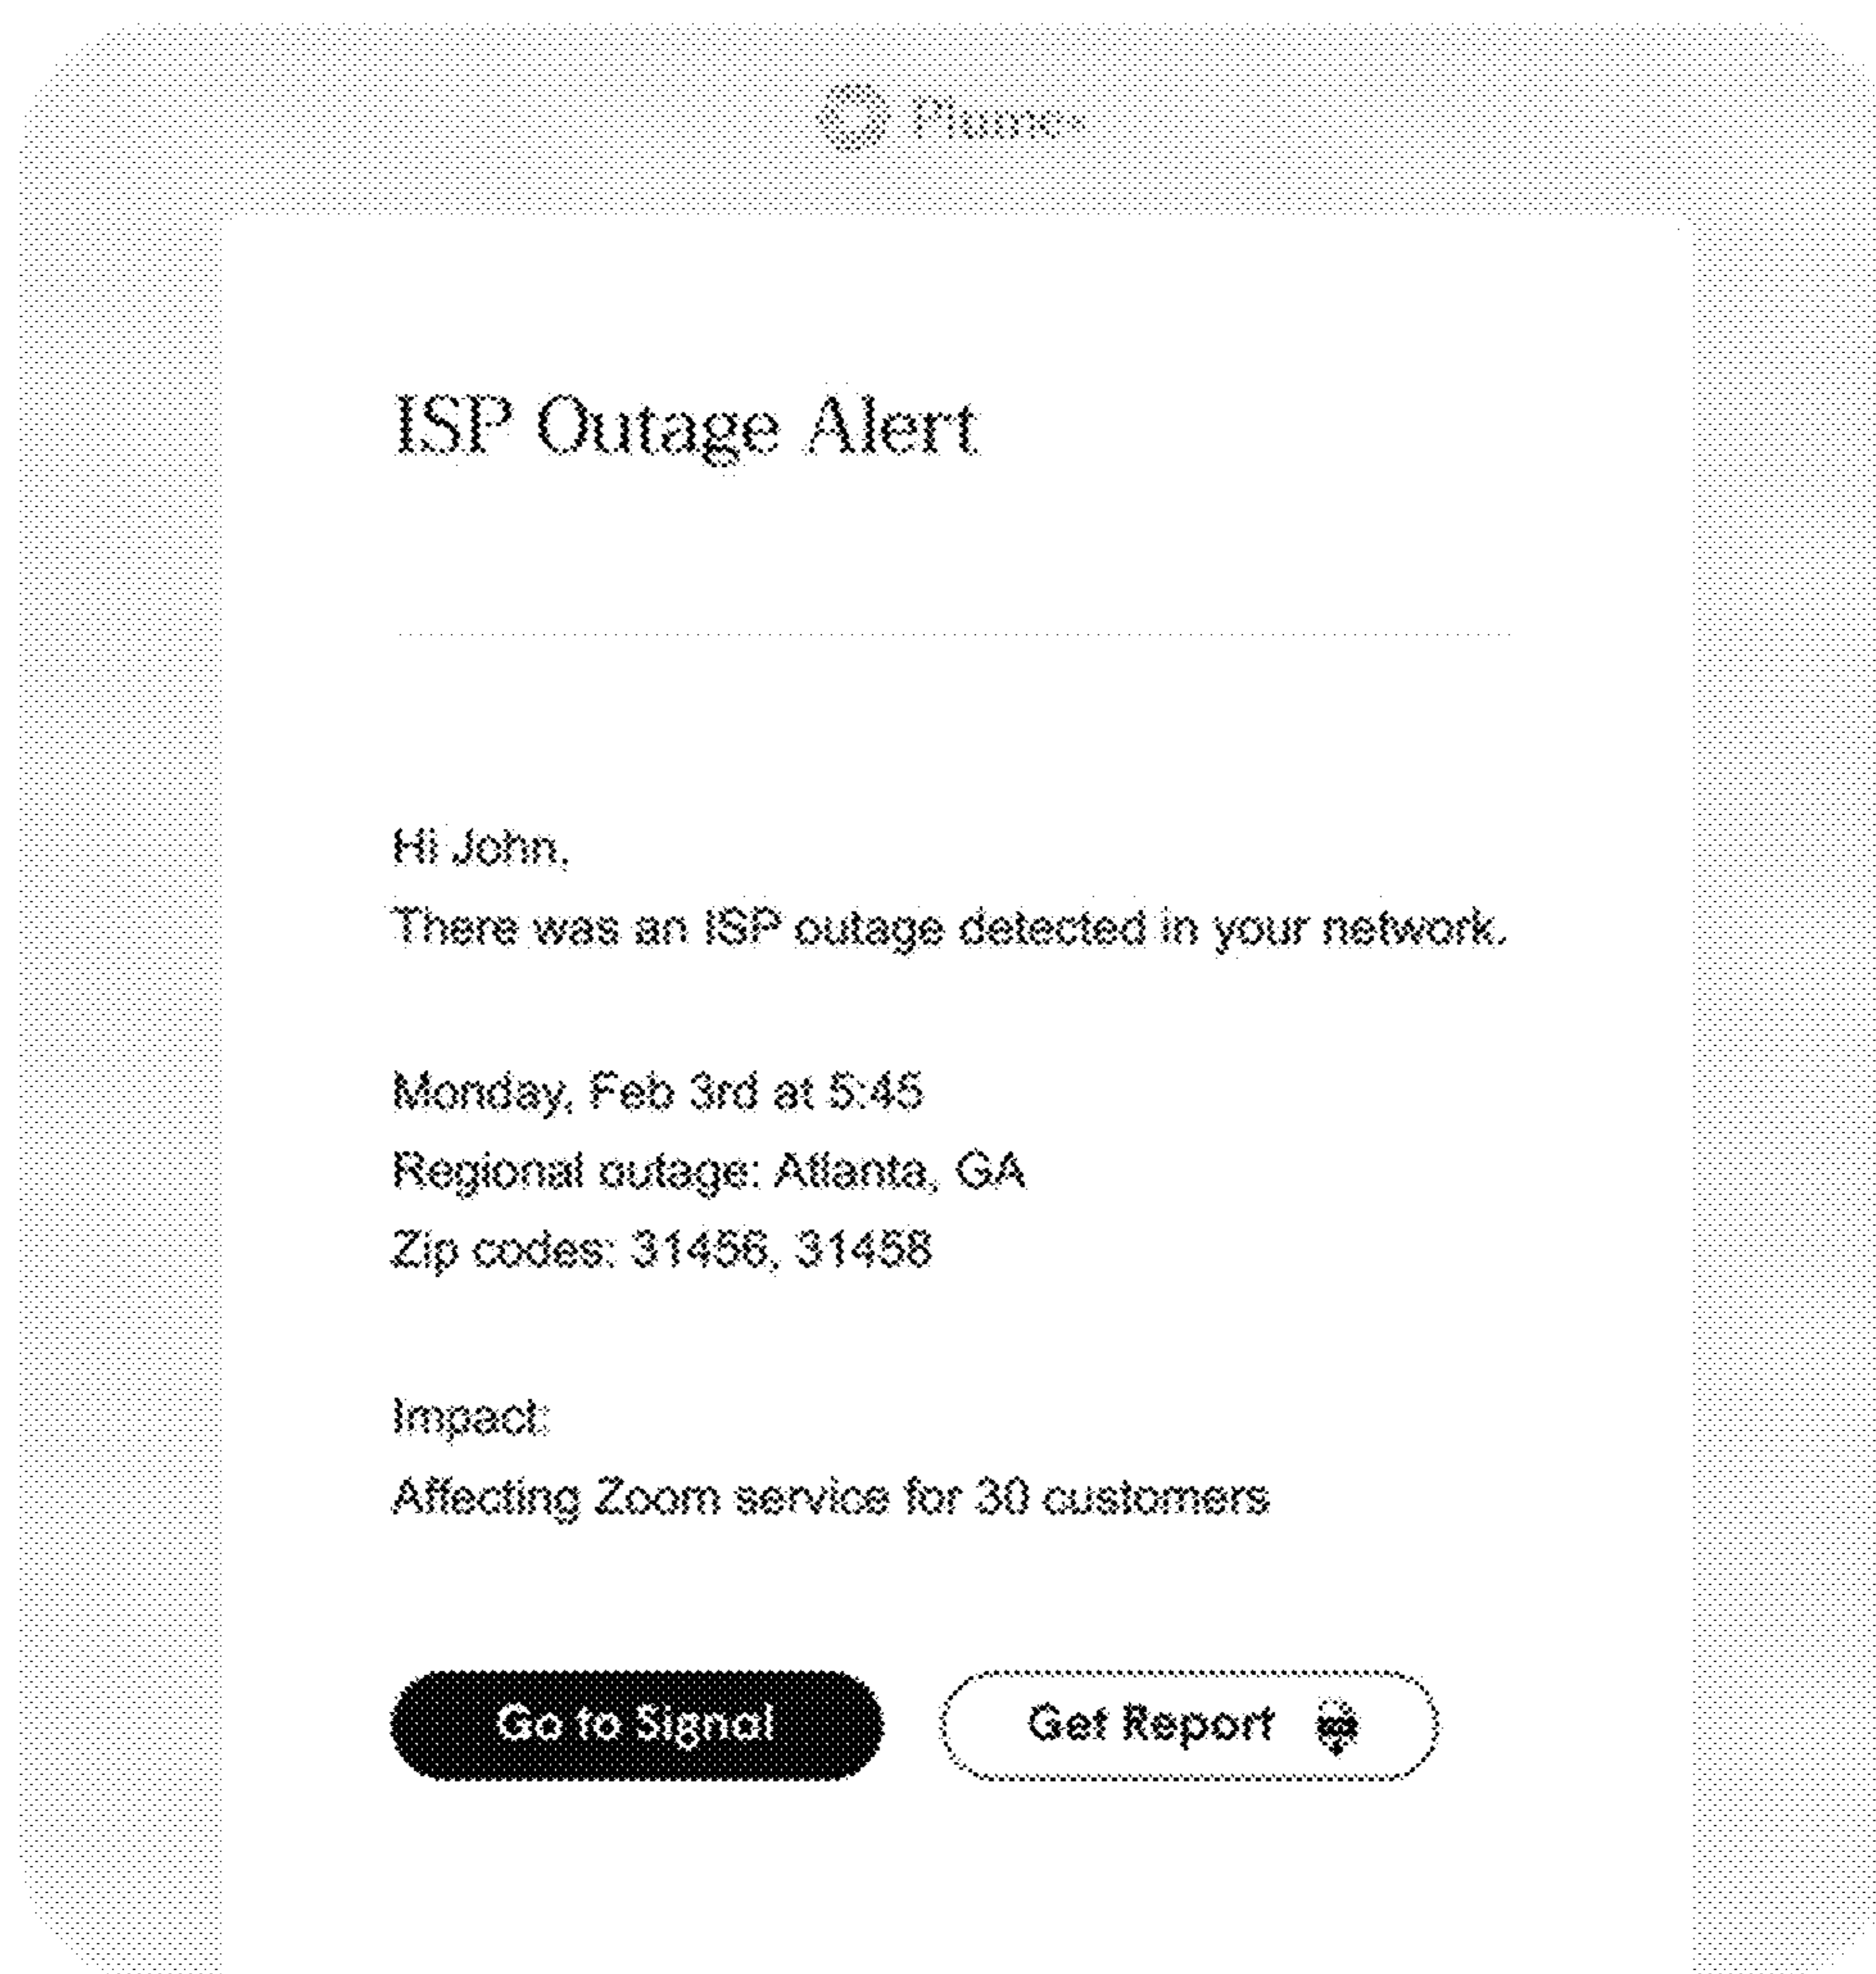 Plume
ISP Outage Alert
Hi John,
There was an ISP outage detected in your network.
Monday, Feb 3rd at 5:45
Regional outage: Atlanta, GA
Zip codes: 31456, 31458
Impact:
Affecting Zoom service for 30 customers
Go to Signal
Get Report